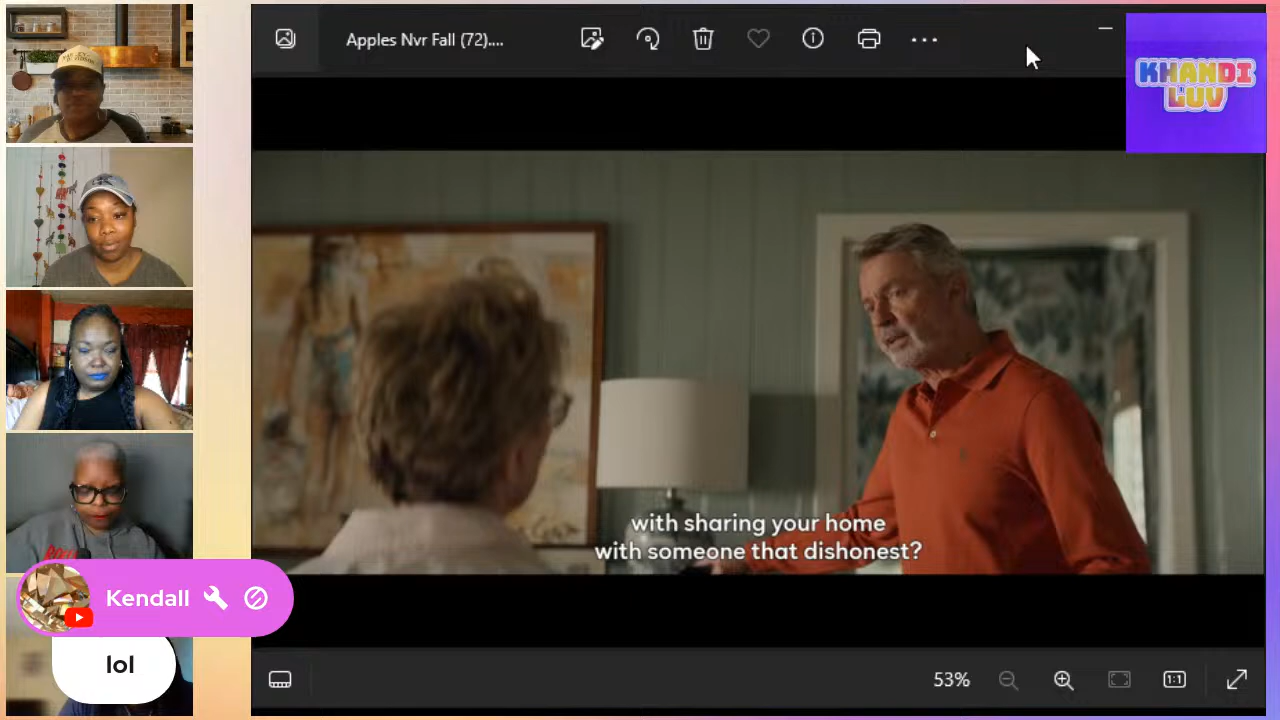 Apples Nvr Fall (72)....
KHANDI
LUV
with sharing your home
with someone that dishonest?
Kendall
lol
53%
1:1